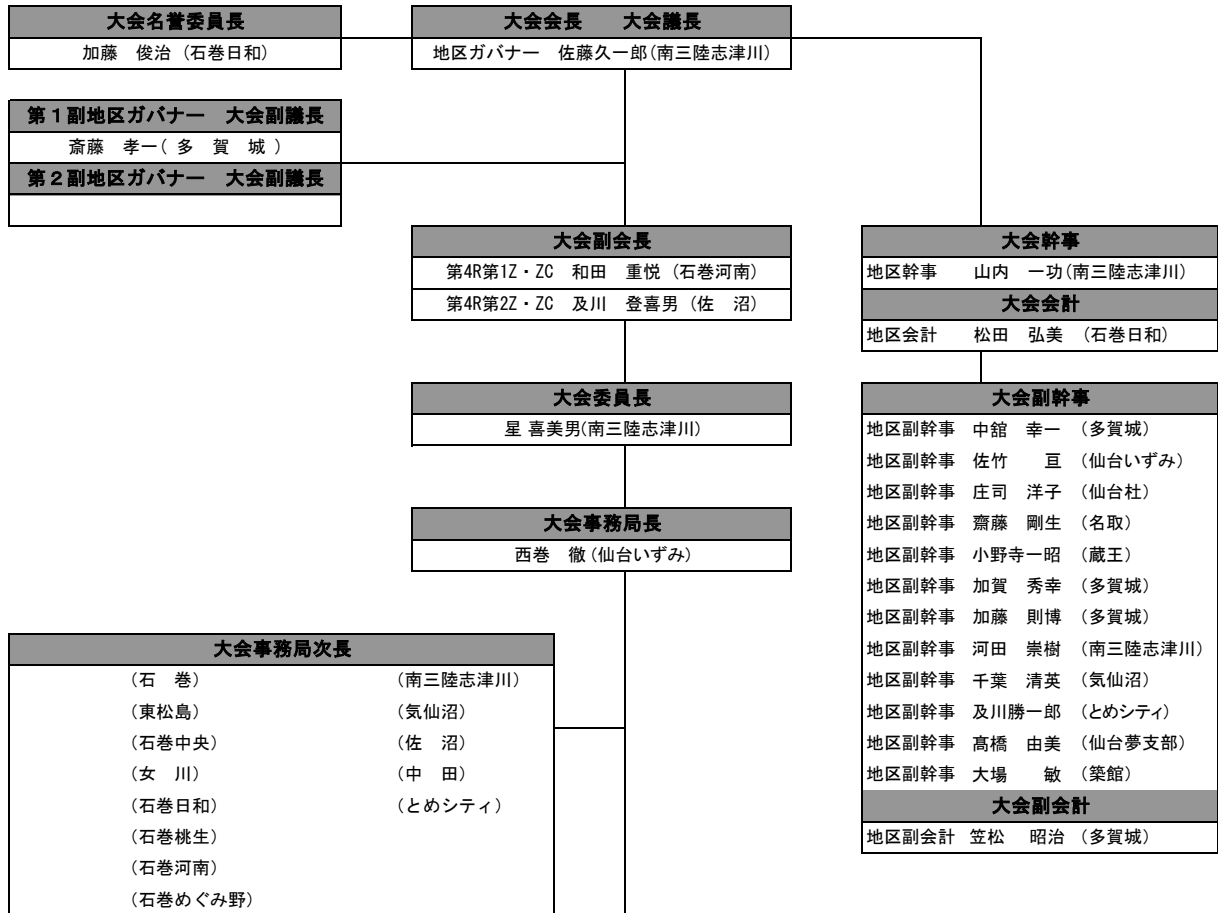 大会名誉委員長
加藤 俊治 (石巻日和)
大会会長 大会議長
地区ガバナー 佐藤久一郎(南三陸志津川)
第1副地区ガバナー 大会副議長
斎藤 孝一( 多 賀 城 )
第2副地区ガバナー 大会副議長
大会副会長
第4R第1Z・ZC 和田 重悦 (石巻河南)
第4R第2Z・ZC 及川 登喜男 (佐 沼)
大会幹事
地区幹事 山内 一功(南三陸志津川)
大会会計
地区会計 松田 弘美 (石巻日和)
大会委員長
星 喜美男(南三陸志津川)
大会事務局長
西巻 徹(仙台いずみ)
大会副幹事
地区副幹事 中舘 幸一 (多賀城)
地区副幹事 佐竹 亘 (仙台いずみ)
地区副幹事 庄司 洋子 (仙台杜)
地区副幹事 齋藤 剛生 (名取)
地区副幹事 小野寺一昭 (蔵王)
地区副幹事 加賀 秀幸 (多賀城)
地区副幹事 加藤 則博 (多賀城)
地区副幹事 河田 崇樹 (南三陸志津川)
地区副幹事 千葉 清英 (気仙沼)
地区副幹事 及川勝一郎 (とめシティ)
地区副幹事 髙橋 由美 (仙台夢支部)
地区副幹事 大場 敏 (築館)
大会副会計
地区副会計 笠松 昭治 (多賀城)
大会事務局次長
(石 巻) (南三陸志津川)
(東松島) (気仙沼)
(石巻中央) (佐 沼)
(女 川) (中 田)
(石巻日和) (とめシティ)
(石巻桃生)
(石巻河南)
(石巻めぐみ野)